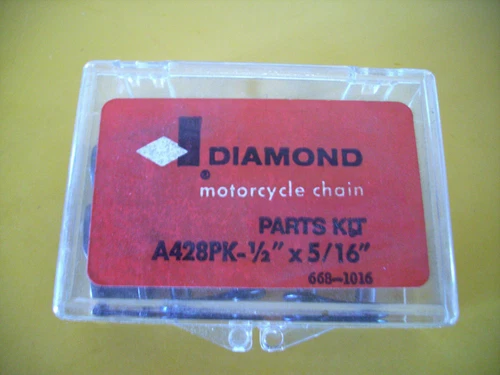 DIAMOND
®
motorcycle chain
PARTS KIT
A428PK-½" x 5/16"
668-1016